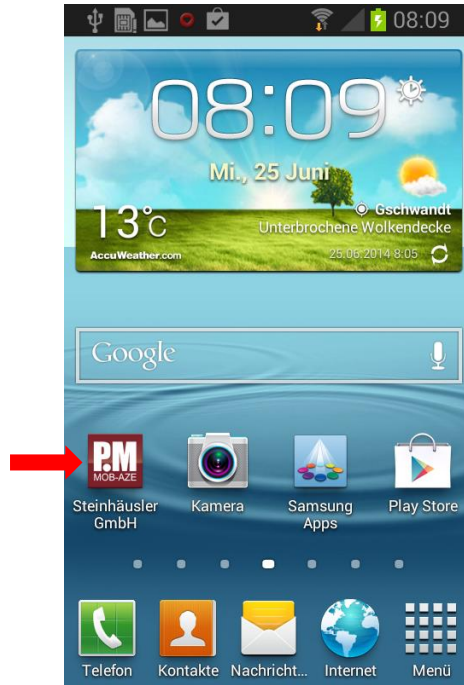 08:09
08:09
Mi., 25 Juni
13°C
Gschwandt
Unterbrochene Wolkendecke
AccuWeather.com
25.06.2014 8:05
Google
P.M
MOB-AZE
Steinhäusler
GmbH
Kamera
Samsung
Apps
Play Store
Telefon
Kontakte
Nachricht...
Internet
Menü